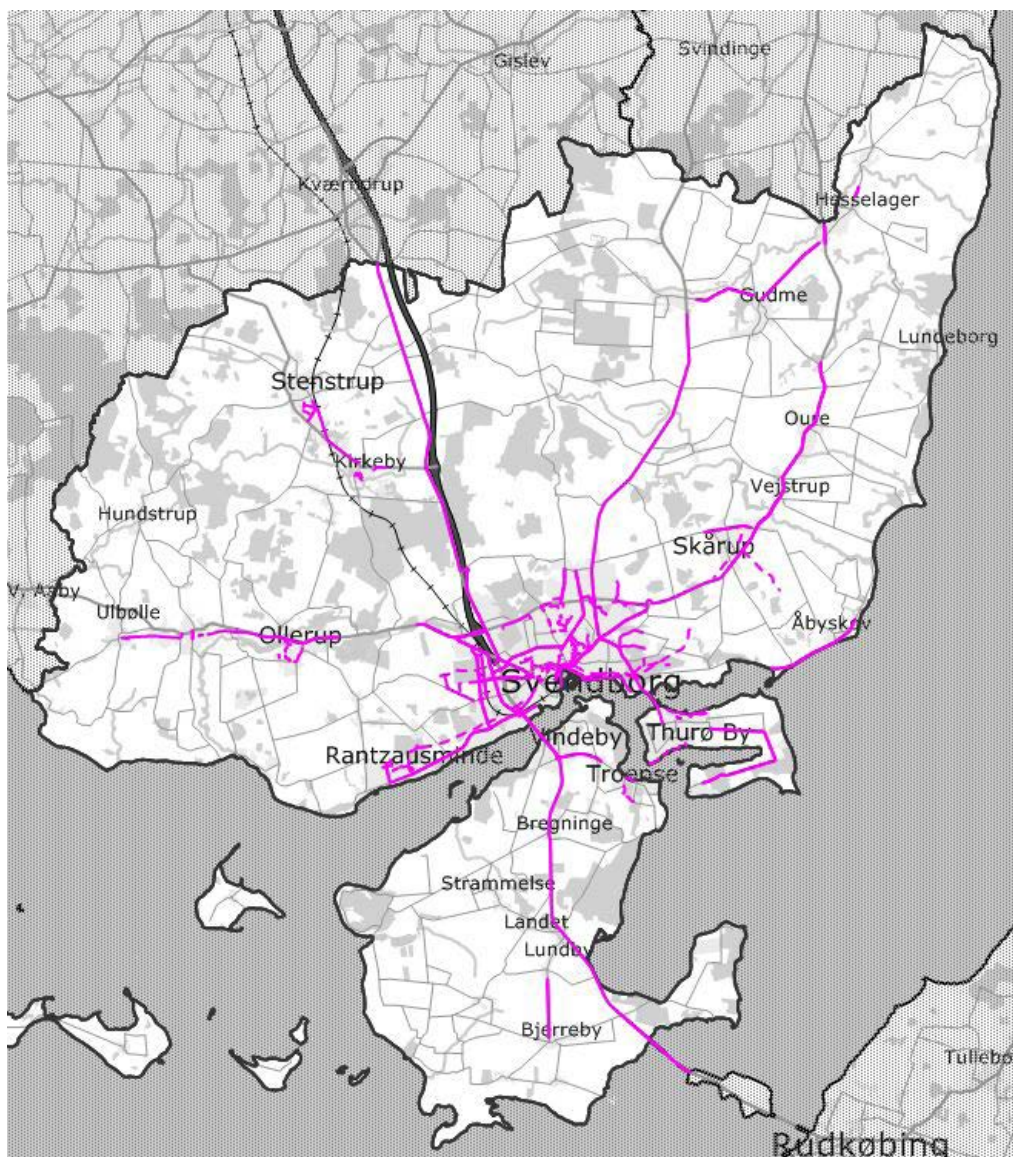 Svindinge
Gislev
Kværndrup
Hesselager
Gudme
Lundeborg
Stenstrup
Oure
Kirkeby
Vejstrup
Hundstrup
Skårup
V. Aaby
Ulbølle
Ollerup
Åbyskov
Svendborg
Vindeby
Thurø By
Rantzausminde
Troense
Bregninge
Strammelse
Landet
Lundby
Bjerreby
Tullebø
Rudkøbing